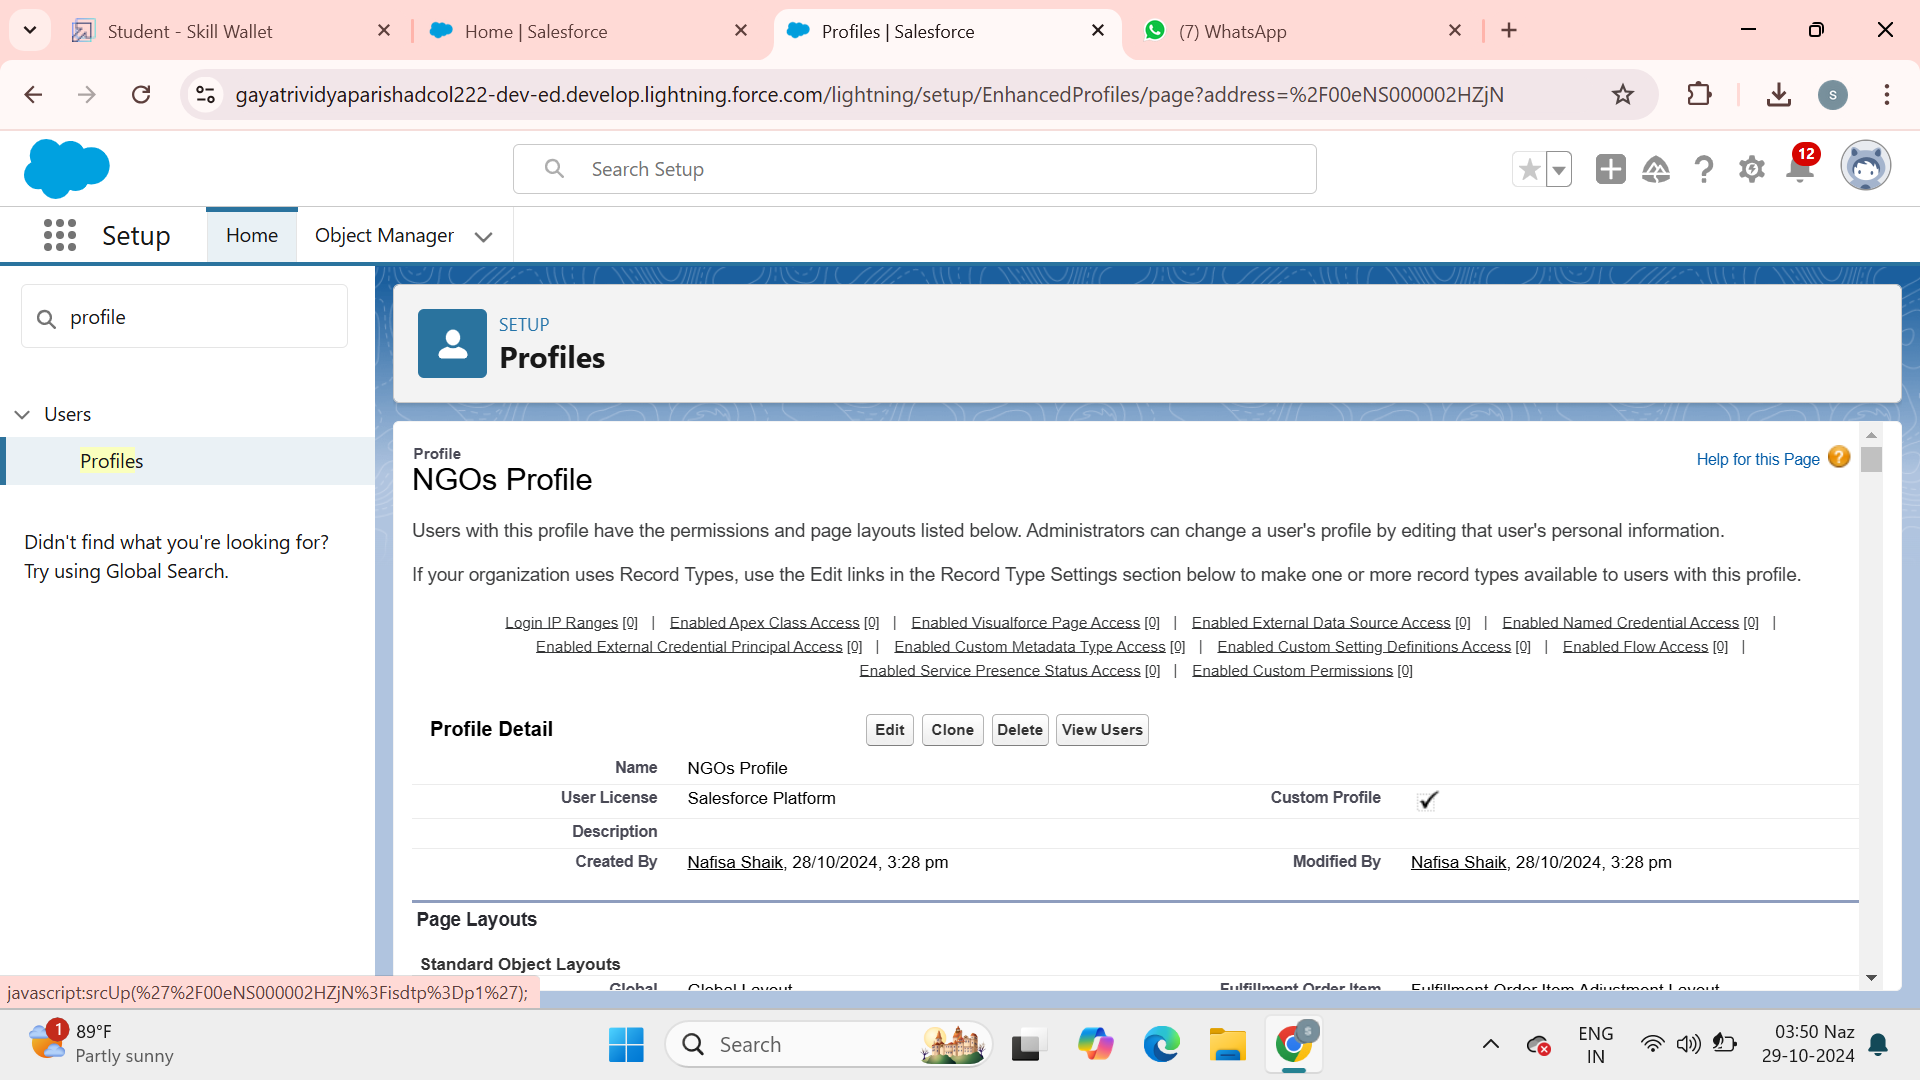 Student - Skill Wallet
Home | Salesforce
Profiles | Salesforce
(7) WhatsApp
gayatrividyaparishadcol222-dev-ed.develop.lightning.force.com/lightning/setup/EnhancedProfiles/page?address=%2F00eNS000002HZjN
S
Search Setup
12
Setup
Home
Object Manager
profile
Users
Profiles
Didn't find what you're looking for?
Try using Global Search.
SETUP
Profiles
Profile
NGOs Profile
Help for this Page ?
Users with this profile have the permissions and page layouts listed below. Administrators can change a user's profile by editing that user's personal information.
If your organization uses Record Types, use the Edit links in the Record Type Settings section below to make one or more record types available to users with this profile.
Login IP Ranges [0] | Enabled Apex Class Access [0] | Enabled Visualforce Page Access [0] | Enabled External Data Source Access [0] | Enabled Named Credential Access [0] |
Enabled External Credential Principal Access [0] | Enabled Custom Metadata Type Access [0] | Enabled Custom Setting Definitions Access [0] | Enabled Flow Access [0] |
Enabled Service Presence Status Access [0] | Enabled Custom Permissions [0]
Profile Detail
Edit Clone Delete View Users
Name NGOs Profile
User License Salesforce Platform Custom Profile
Description
Created By Nafisa Shaik, 28/10/2024, 3:28 pm Modified By Nafisa Shaik, 28/10/2024, 3:28 pm
Page Layouts
Standard Object Layouts
Global Global Layout Fulfillment Order Item Fulfillment Order Item Adjustment Layout
javascript:srcUp(%27%2F00eNS000002HZjN%3Fisdtp%3Dp1%27);
1
89°F
Partly sunny
Search
S
ENG
IN
03:50 Naz
29-10-2024